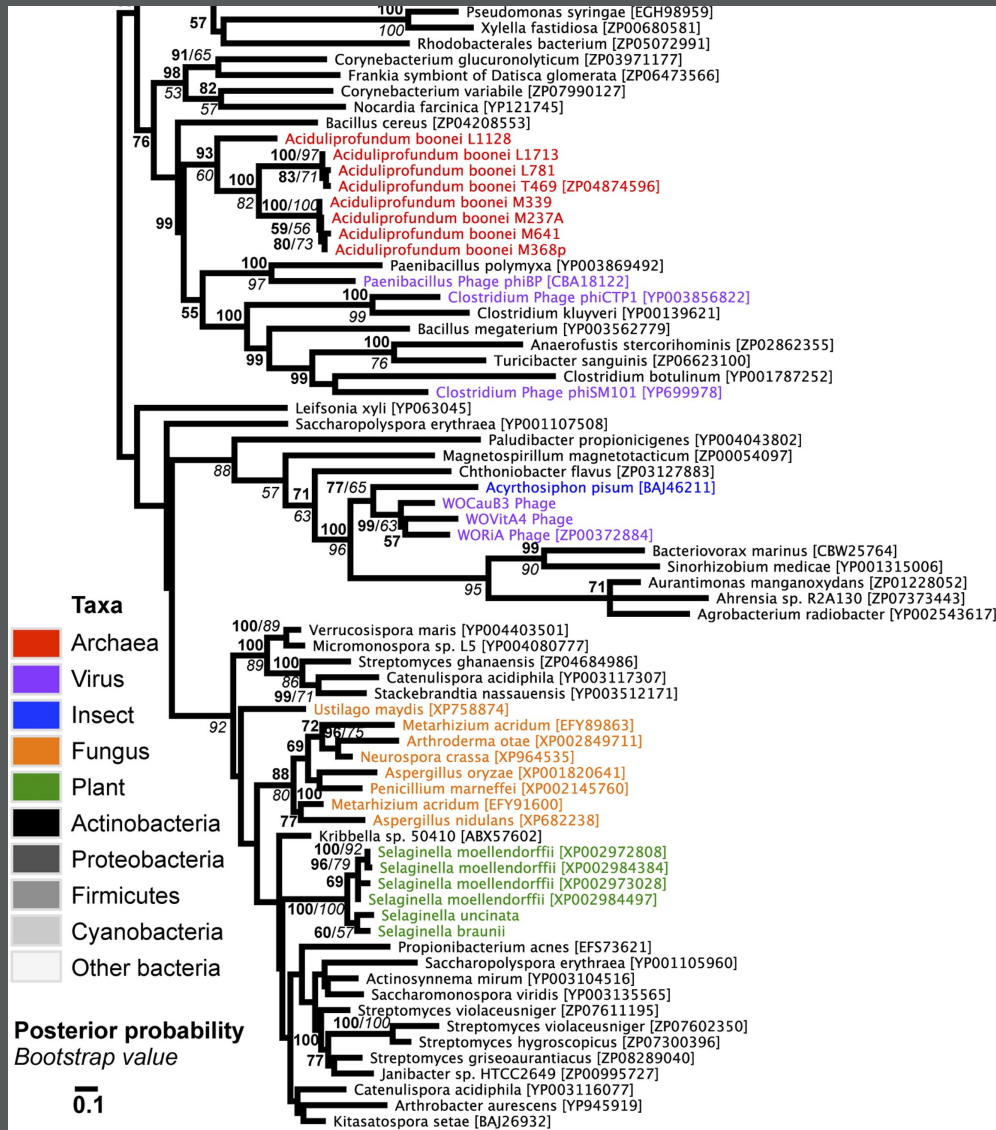 100 Pseudomonas syringae [EGH98959]
57 100 Xylella fastidiosa [ZP00680581]
Rhodobacterales bacterium [ZP05072991]
91/65 Corynebacterium glucuronolyticum [ZP03971177]
98 Frankia symbiont of Datisca glomerata [ZP06473566]
53 82 Corynebacterium variabile [ZP07990127]
57 Nocardia farcinica [YP121745]
Bacillus cereus [ZP04208553]
76 Aciduliprofundum boonei L1128
93 100/97 Aciduliprofundum boonei L1713
60 83/71 Aciduliprofundum boonei L781
100 Aciduliprofundum boonei T469 [ZP04874596]
82 100/100 Aciduliprofundum boonei M339
99 Aciduliprofundum boonei M237A
59/56 Aciduliprofundum boonei M641
80/73 Aciduliprofundum boonei M368p
100 Paenibacillus polymyxa [YP003869492]
97 Paenibacillus Phage phiBP [CBA18122]
100 Clostridium Phage phiCTP1 [YP003856822]
55 100 99 Clostridium kluyveri [YP00139621]
Bacillus megaterium [YP003562779]
99 100 Anaerofustis stercorihominis [ZP02862355]
76 Turicibacter sanguinis [ZP06623100]
99 Clostridium botulinum [YP001787252]
Clostridium Phage phiSM101 [YP699978]
Leifsonia xyli [YP063045]
Saccharopolyspora erythraea [YP001107508]
Paludibacter propionicigenes [YP004043802]
88 Magnetospirillum magnetotacticum [ZP00054097]
Chthoniobacter flavus [ZP03127883]
57 71 77/65 Acyrthosiphon pisum [BAJ46211]
63 WOCauB3 Phage
99/63 WOVitA4 Phage
100 57 WORiA Phage [ZP00372884]
96 99 Bacteriovorax marinus [CBW25764]
90 Sinorhizobium medicae [YP001315006]
95 71 Aurantimonas manganoxydans [ZP01228052]
Ahrensia sp. R2A130 [ZP07373443]
Agrobacterium radiobacter [YP002543617]
Taxa
Archaea
Virus
Insect
Fungus
Plant
Actinobacteria
Proteobacteria
Firmicutes
Cyanobacteria
Other bacteria
Posterior probability
Bootstrap value
0.1
100/89 Verrucosispora maris [YP004403501]
100 Micromonospora sp. L5 [YP004080777]
89 100 Streptomyces ghanaensis [ZP04684986]
86 Catenulispora acidiphila [YP003117307]
99/71 Stackebrandtia nassauensis [YP003512171]
92 Ustilago maydis [XP758874]
72 Metarhizium acridum [EFY89863]
96/75 Arthroderma otae [XP002849711]
69 Neurospora crassa [XP964535]
88 Aspergillus oryzae [XP001820641]
80 100 Penicillium marneffei [XP002145760]
Metarhizium acridum [EFY91600]
77 Aspergillus nidulans [XP682238]
Kribbella sp. 50410 [ABX57602]
100/92 Selaginella moellendorffii [XP002972808]
96/79 Selaginella moellendorffii [XP002984384]
69 Selaginella moellendorffii [XP002973028]
Selaginella moellendorffii [XP002984497]
100/100 Selaginella uncinata
60/57 Selaginella braunii
Propionibacterium acnes [EFS73621]
Saccharopolyspora erythraea [YP001105960]
Actinosynnema mirum [YP003104516]
Saccharomonospora viridis [YP003135565]
Streptomyces violaceusniger [ZP07611195]
100/100 Streptomyces violaceusniger [ZP07602350]
100 Streptomyces hygroscopicus [ZP07300396]
77 Streptomyces griseoaurantiacus [ZP08289040]
Janibacter sp. HTCC2649 [ZP00995727]
Catenulispora acidiphila [YP003116077]
Arthrobacter aurescens [YP945919]
Kitasatospora setae [BAJ26932]